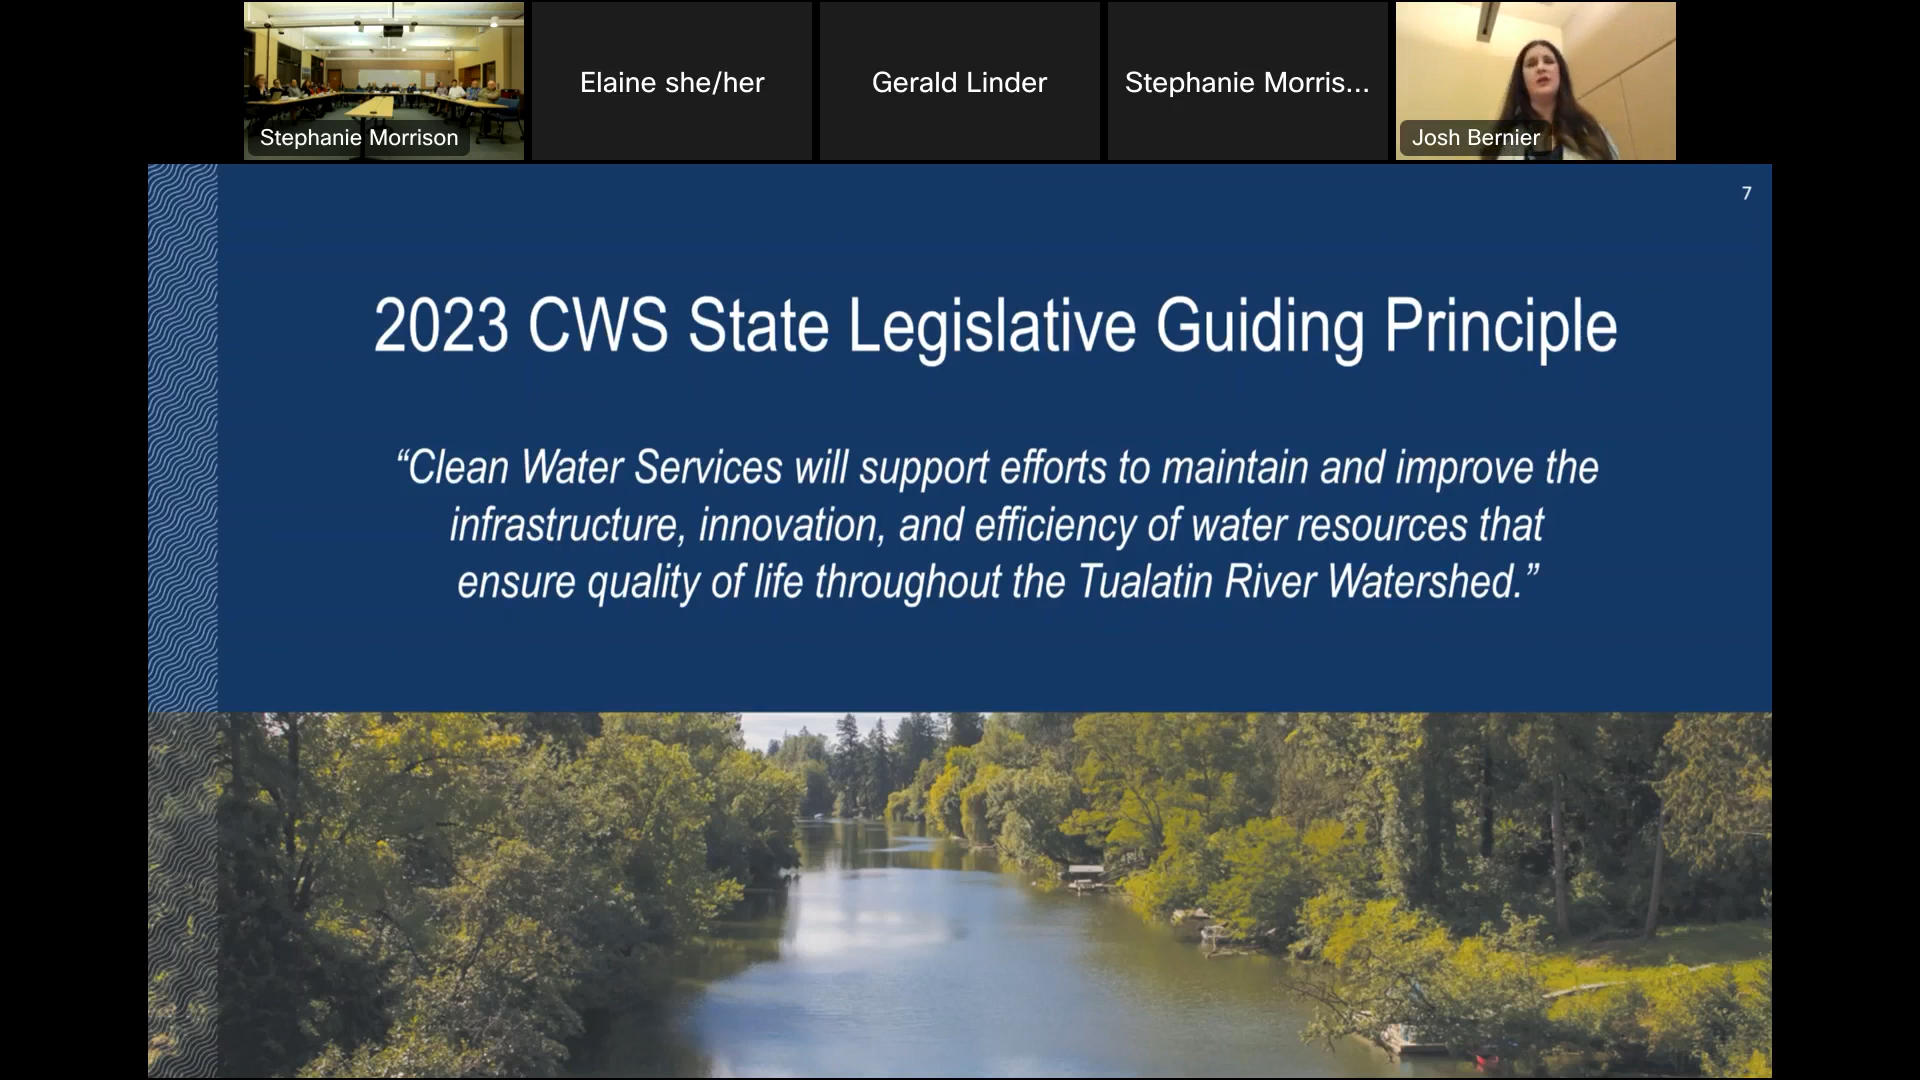 Stephanie Morrison
Elaine she/her
Gerald Linder
Stephanie Morris...
Josh Bernier
7
2023 CWS State Legislative Guiding Principle
“Clean Water Services will support efforts to maintain and improve the
infrastructure, innovation, and efficiency of water resources that
ensure quality of life throughout the Tualatin River Watershed.”